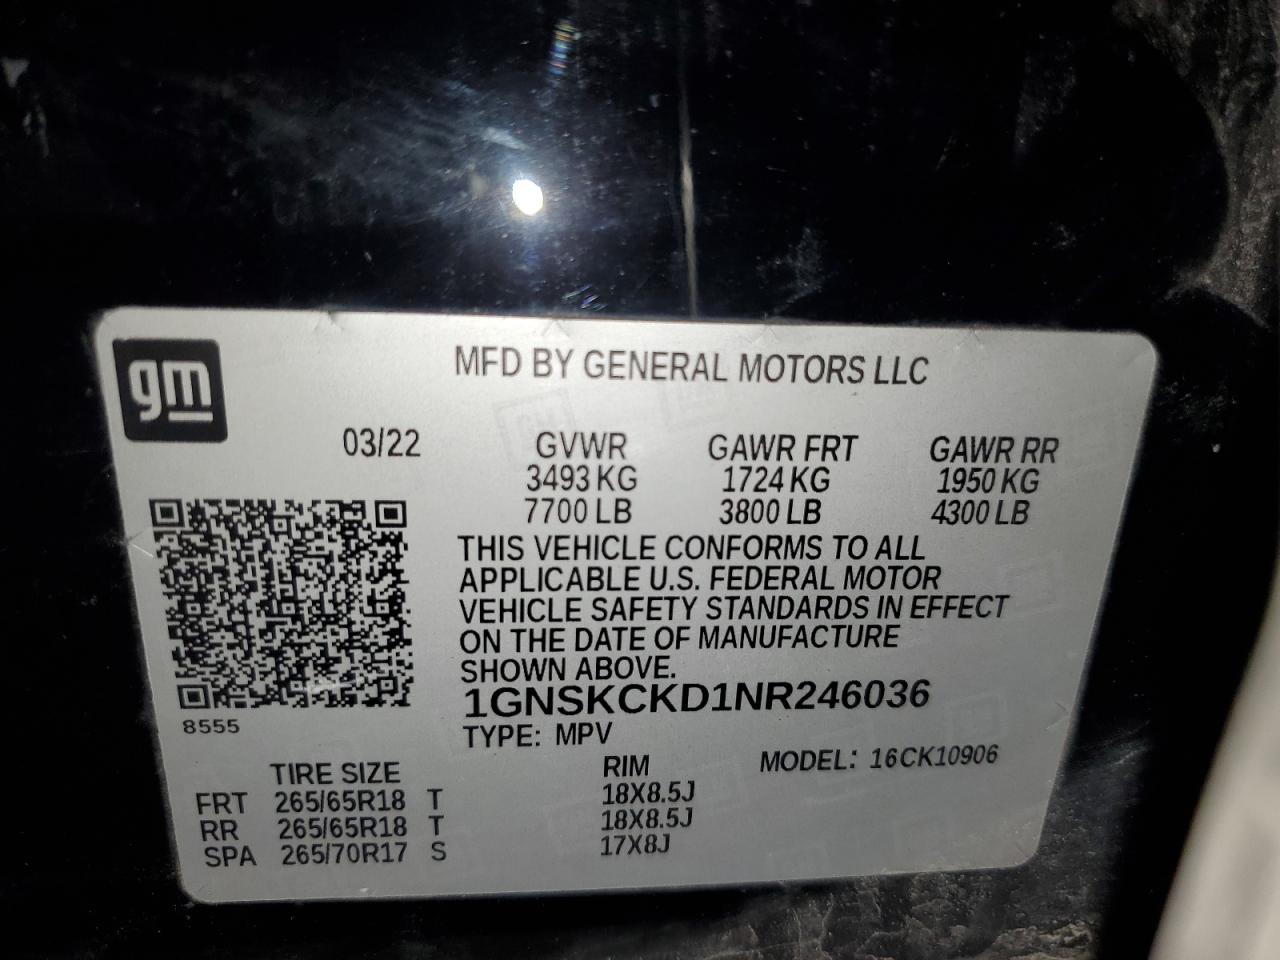 gm
MFD BY GENERAL MOTORS LLC
03/22 GVWR GAWR FRT GAWR RR
3493 KG 1724 KG 1950 KG
7700 LB 3800 LB 4300 LB
THIS VEHICLE CONFORMS TO ALL
APPLICABLE U.S. FEDERAL MOTOR
VEHICLE SAFETY STANDARDS IN EFFECT
ON THE DATE OF MANUFACTURE
SHOWN ABOVE.
1GNSKCKD1NR246036
8555
TYPE: MPV
MODEL: 16CK10906
TIRE SIZE RIM
FRT 265/65R18 T 18X8.5J
RR 265/65R18 T 18X8.5J
SPA 265/70R17 S 17X8J